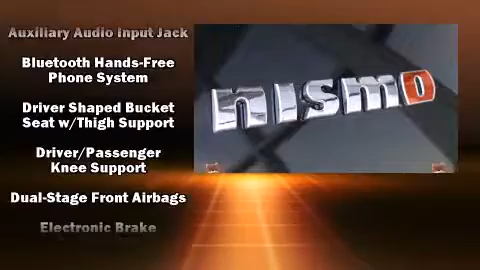 Auxiliary Audio Input Jack
Bluetooth Hands-Free
Phone System
Driver Shaped Bucket
Seat w/Thigh Support
Driver/Passenger
Knee Support
Dual-Stage Front Airbags
Electronic Brake
nismo